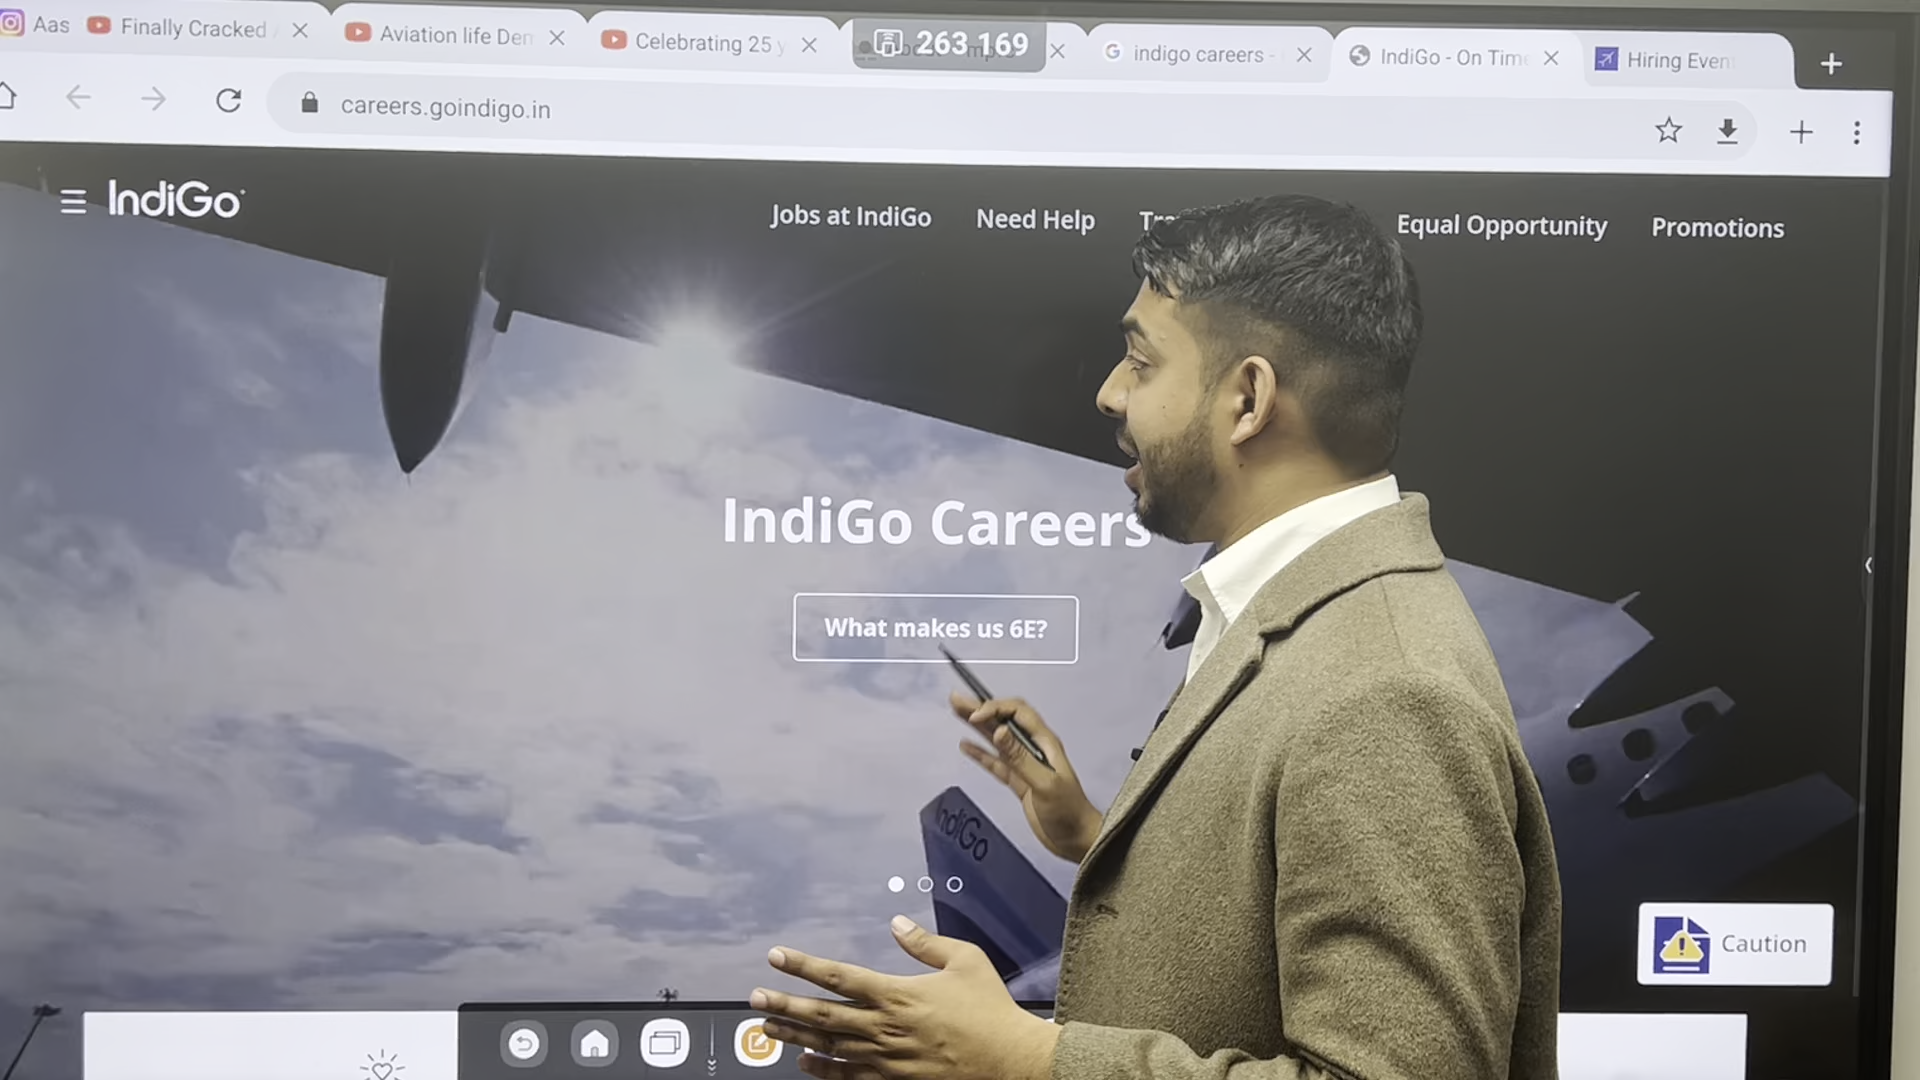 Aas
Finally Cracked
Aviation life Den
Celebrating 25 y
263 169
indigo careers -
IndiGo - On Time
Hiring Even
careers.goindigo.in
IndiGo
Jobs at IndiGo
Need Help
Equal Opportunity
Promotions
IndiGo Careers
What makes us 6E?
IndiGo
Caution